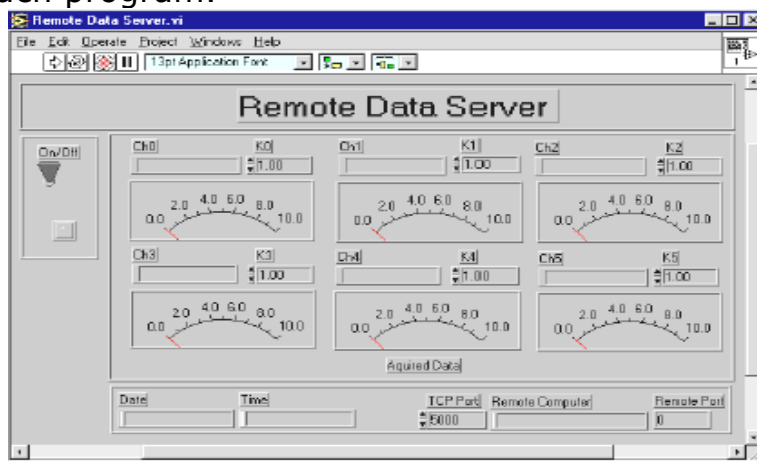 ach program.
Remote Data Server.vi
File Edit Operate Project Windows Help
13pt Application Font
1
Remote Data Server
On/Off
Ch0 K0 Ch1 K1 Ch2 K2
1.00 1.00 1.00
0.0 2.0 4.0 6.0 8.0 10.0 0.0 2.0 4.0 6.0 8.0 10.0 0.0 2.0 4.0 6.0 8.0 10.0
Ch3 K3 Ch4 K4 Ch5 K5
1.00 1.00 1.00
0.0 2.0 4.0 6.0 8.0 10.0 0.0 2.0 4.0 6.0 8.0 10.0 0.0 2.0 4.0 6.0 8.0 10.0
Aquired Data
Date Time TCP Port Remote Computer Remote Port
5000 0